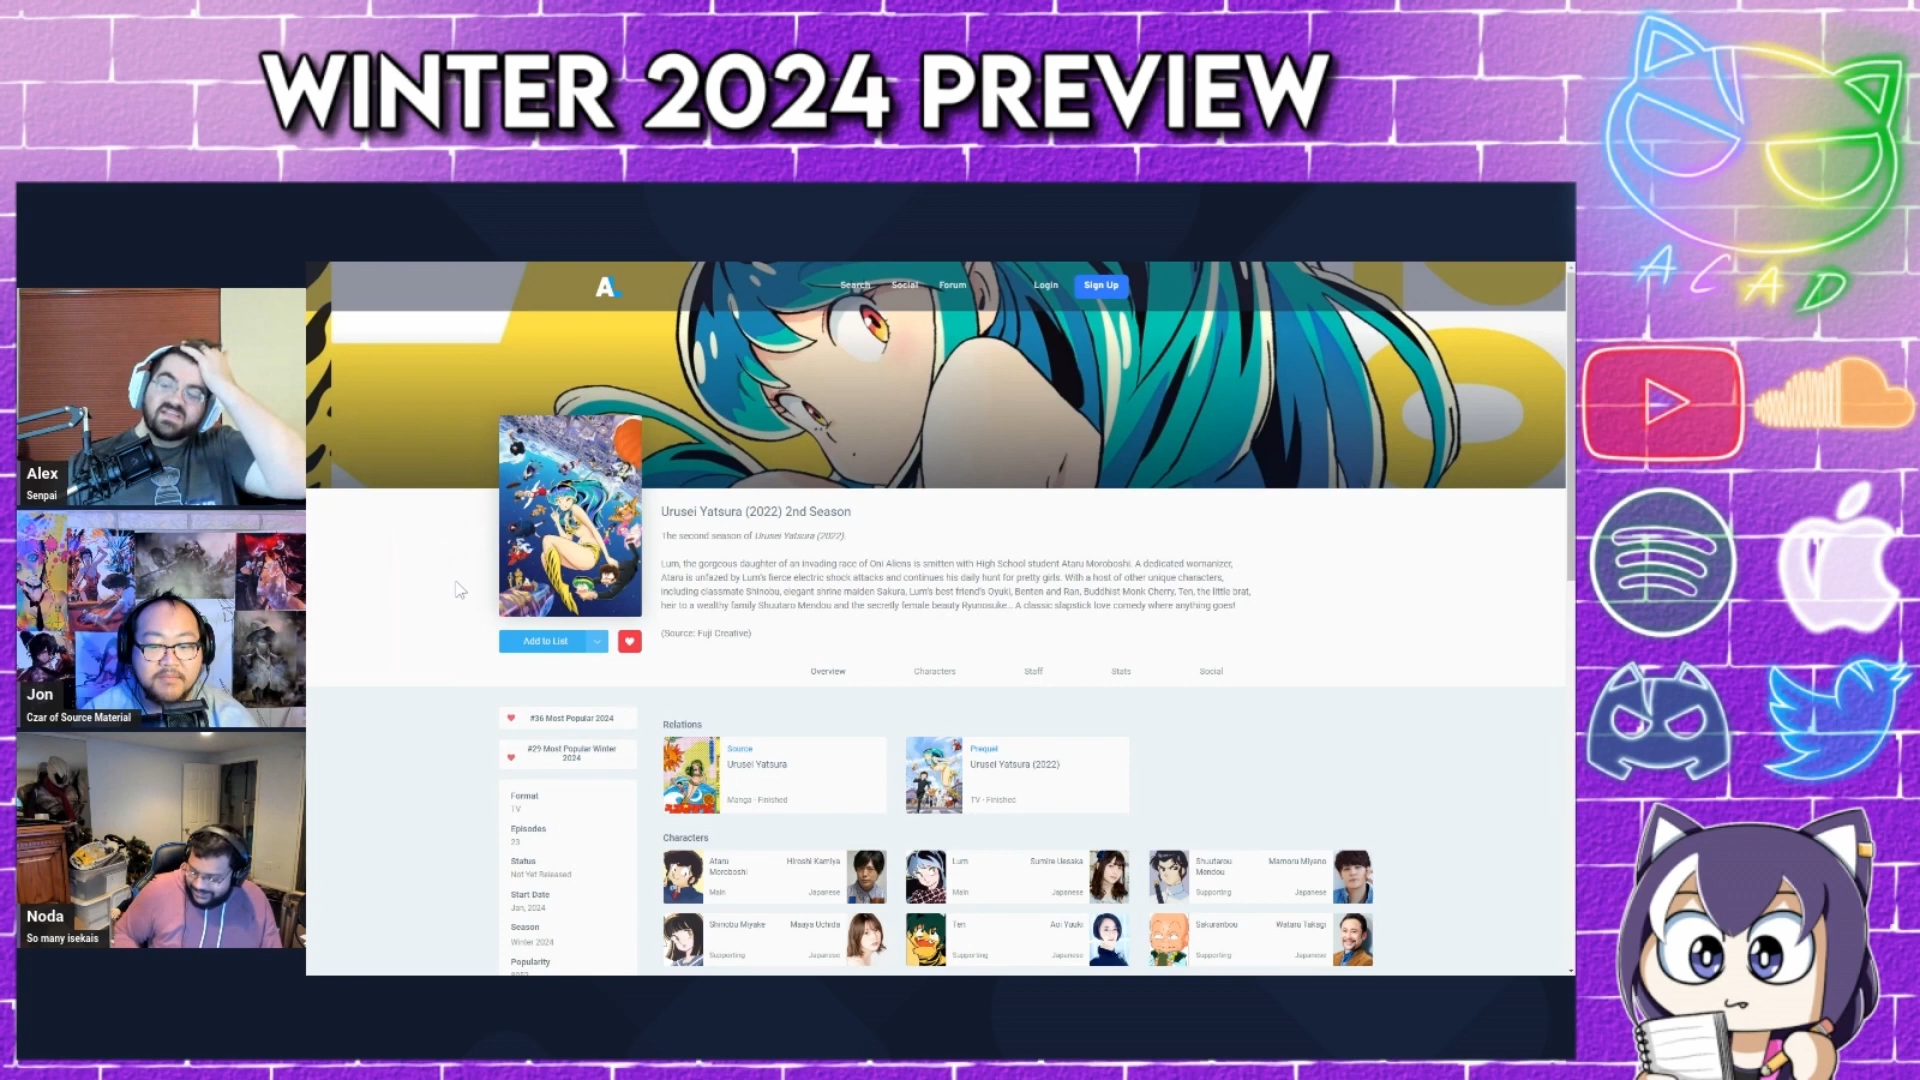 WINTER 2024 PREVIEW
ACAD
Search Social Forum Login Sign Up
Alex
Senpai
Jon
Czar of Source Material
Noda
So many isekais
Urusei Yatsura (2022) 2nd Season
The second season of Urusei Yatsura (2022).
Lum, the gorgeous daughter of an invading race of Oni Aliens is smitten with High School student Ataru Moroboshi. A dedicated womanizer,
Ataru is unfazed by Lum's fierce electric shock attacks and continues his daily hunt for pretty girls. With a host of other unique characters,
including classmate Shinobu, elegant shrine maiden Sakura, Lum's best friend's Oyuki, Benten and Ran, Buddhist Monk Cherry, Ten, the little brat,
heir to a wealthy family Shuutaro Mendou and the secretly female beauty Ryunosuke... A classic slapstick love comedy where anything goes!
(Source: Fuji Creative)
Add to List
Overview Characters Staff Stats Social
#36 Most Popular 2024
#29 Most Popular Winter
2024
Format
TV
Episodes
23
Status
Not Yet Released
Start Date
Jan, 2024
Season
Winter 2024
Popularity
Relations
Source
Urusei Yatsura
Manga · Finished
Prequel
Urusei Yatsura (2022)
TV · Finished
Characters
Ataru
Moroboshi
Main
Hiroshi Kamiya
Japanese
Lum
Main
Sumire Uesaka
Japanese
Shuutarou
Mendou
Supporting
Mamoru Miyano
Japanese
Shinobu Miyake
Supporting
Maaya Uchida
Japanese
Ten
Supporting
Aoi Yuuki
Japanese
Sakuranbou
Supporting
Wataru Takagi
Japanese